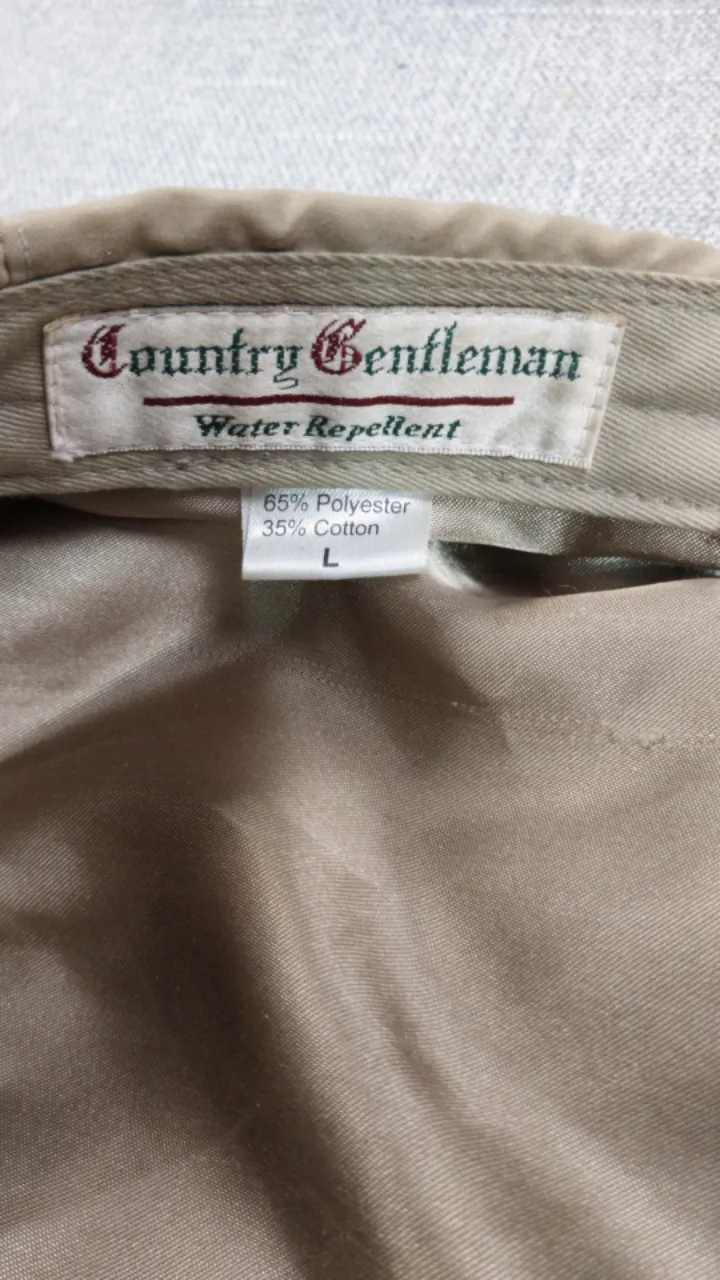 Country Gentleman
Water Repellent
65% Polyester
35% Cotton
L